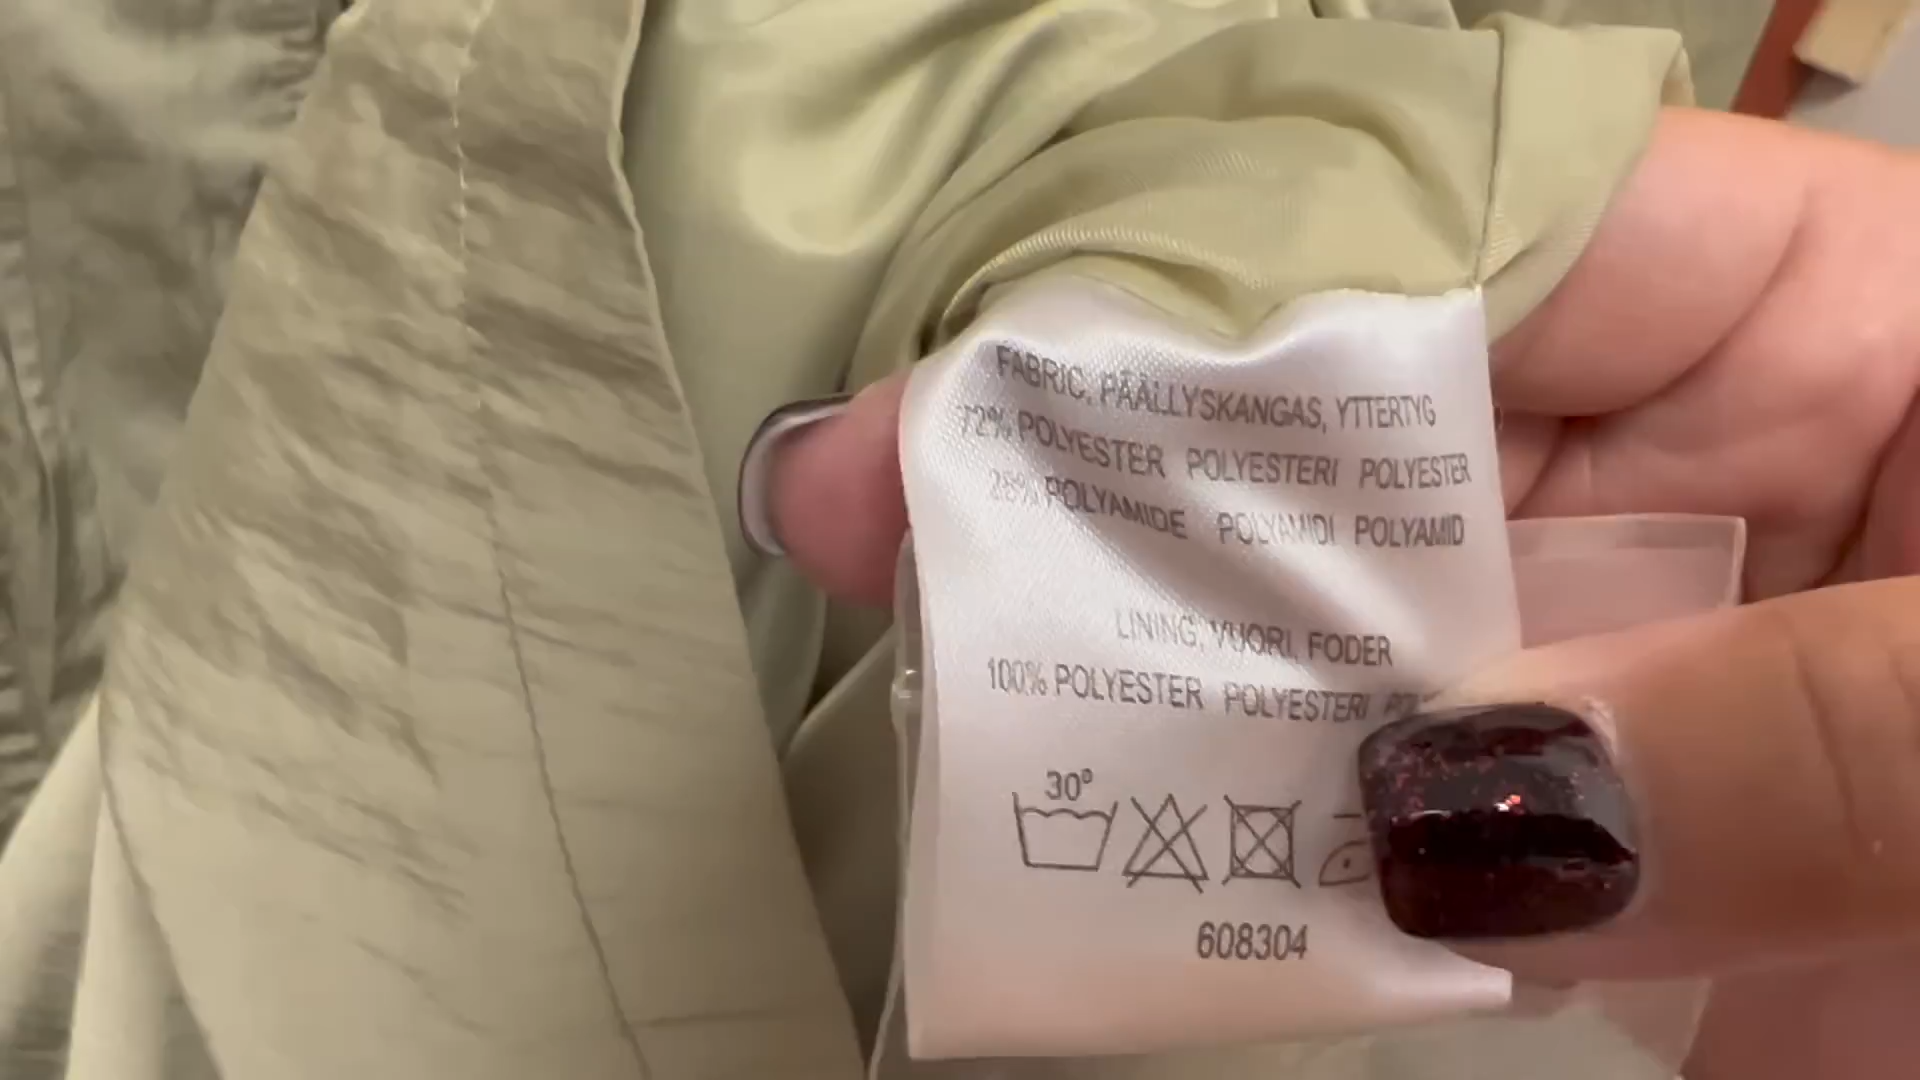 FABRIC, PÄÄLLYSKANGAS, YTTERTYG
72% POLYESTER POLYESTERI POLYESTER
28% POLYAMIDE POLYAMIDI POLYAMID
LINING, VUORI, FODER
100% POLYESTER POLYESTERI
30°
608304